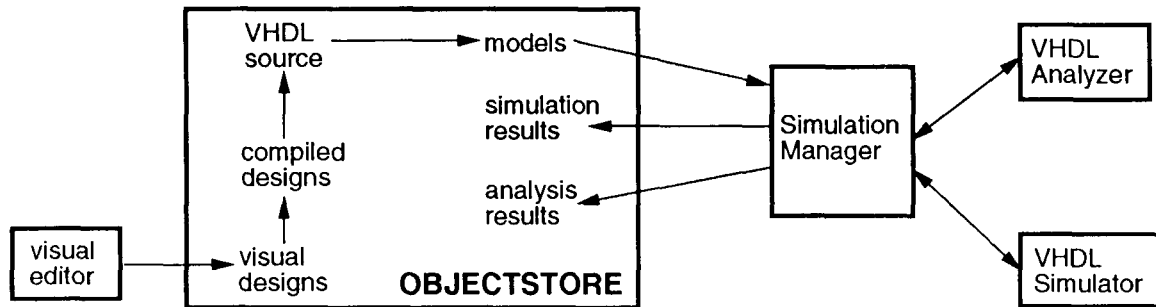 VHDL
source
models
VHDL
Analyzer
simulation
results
Simulation
Manager
compiled
designs
analysis
results
visual
editor
visual
designs
OBJECTSTORE
VHDL
Simulator